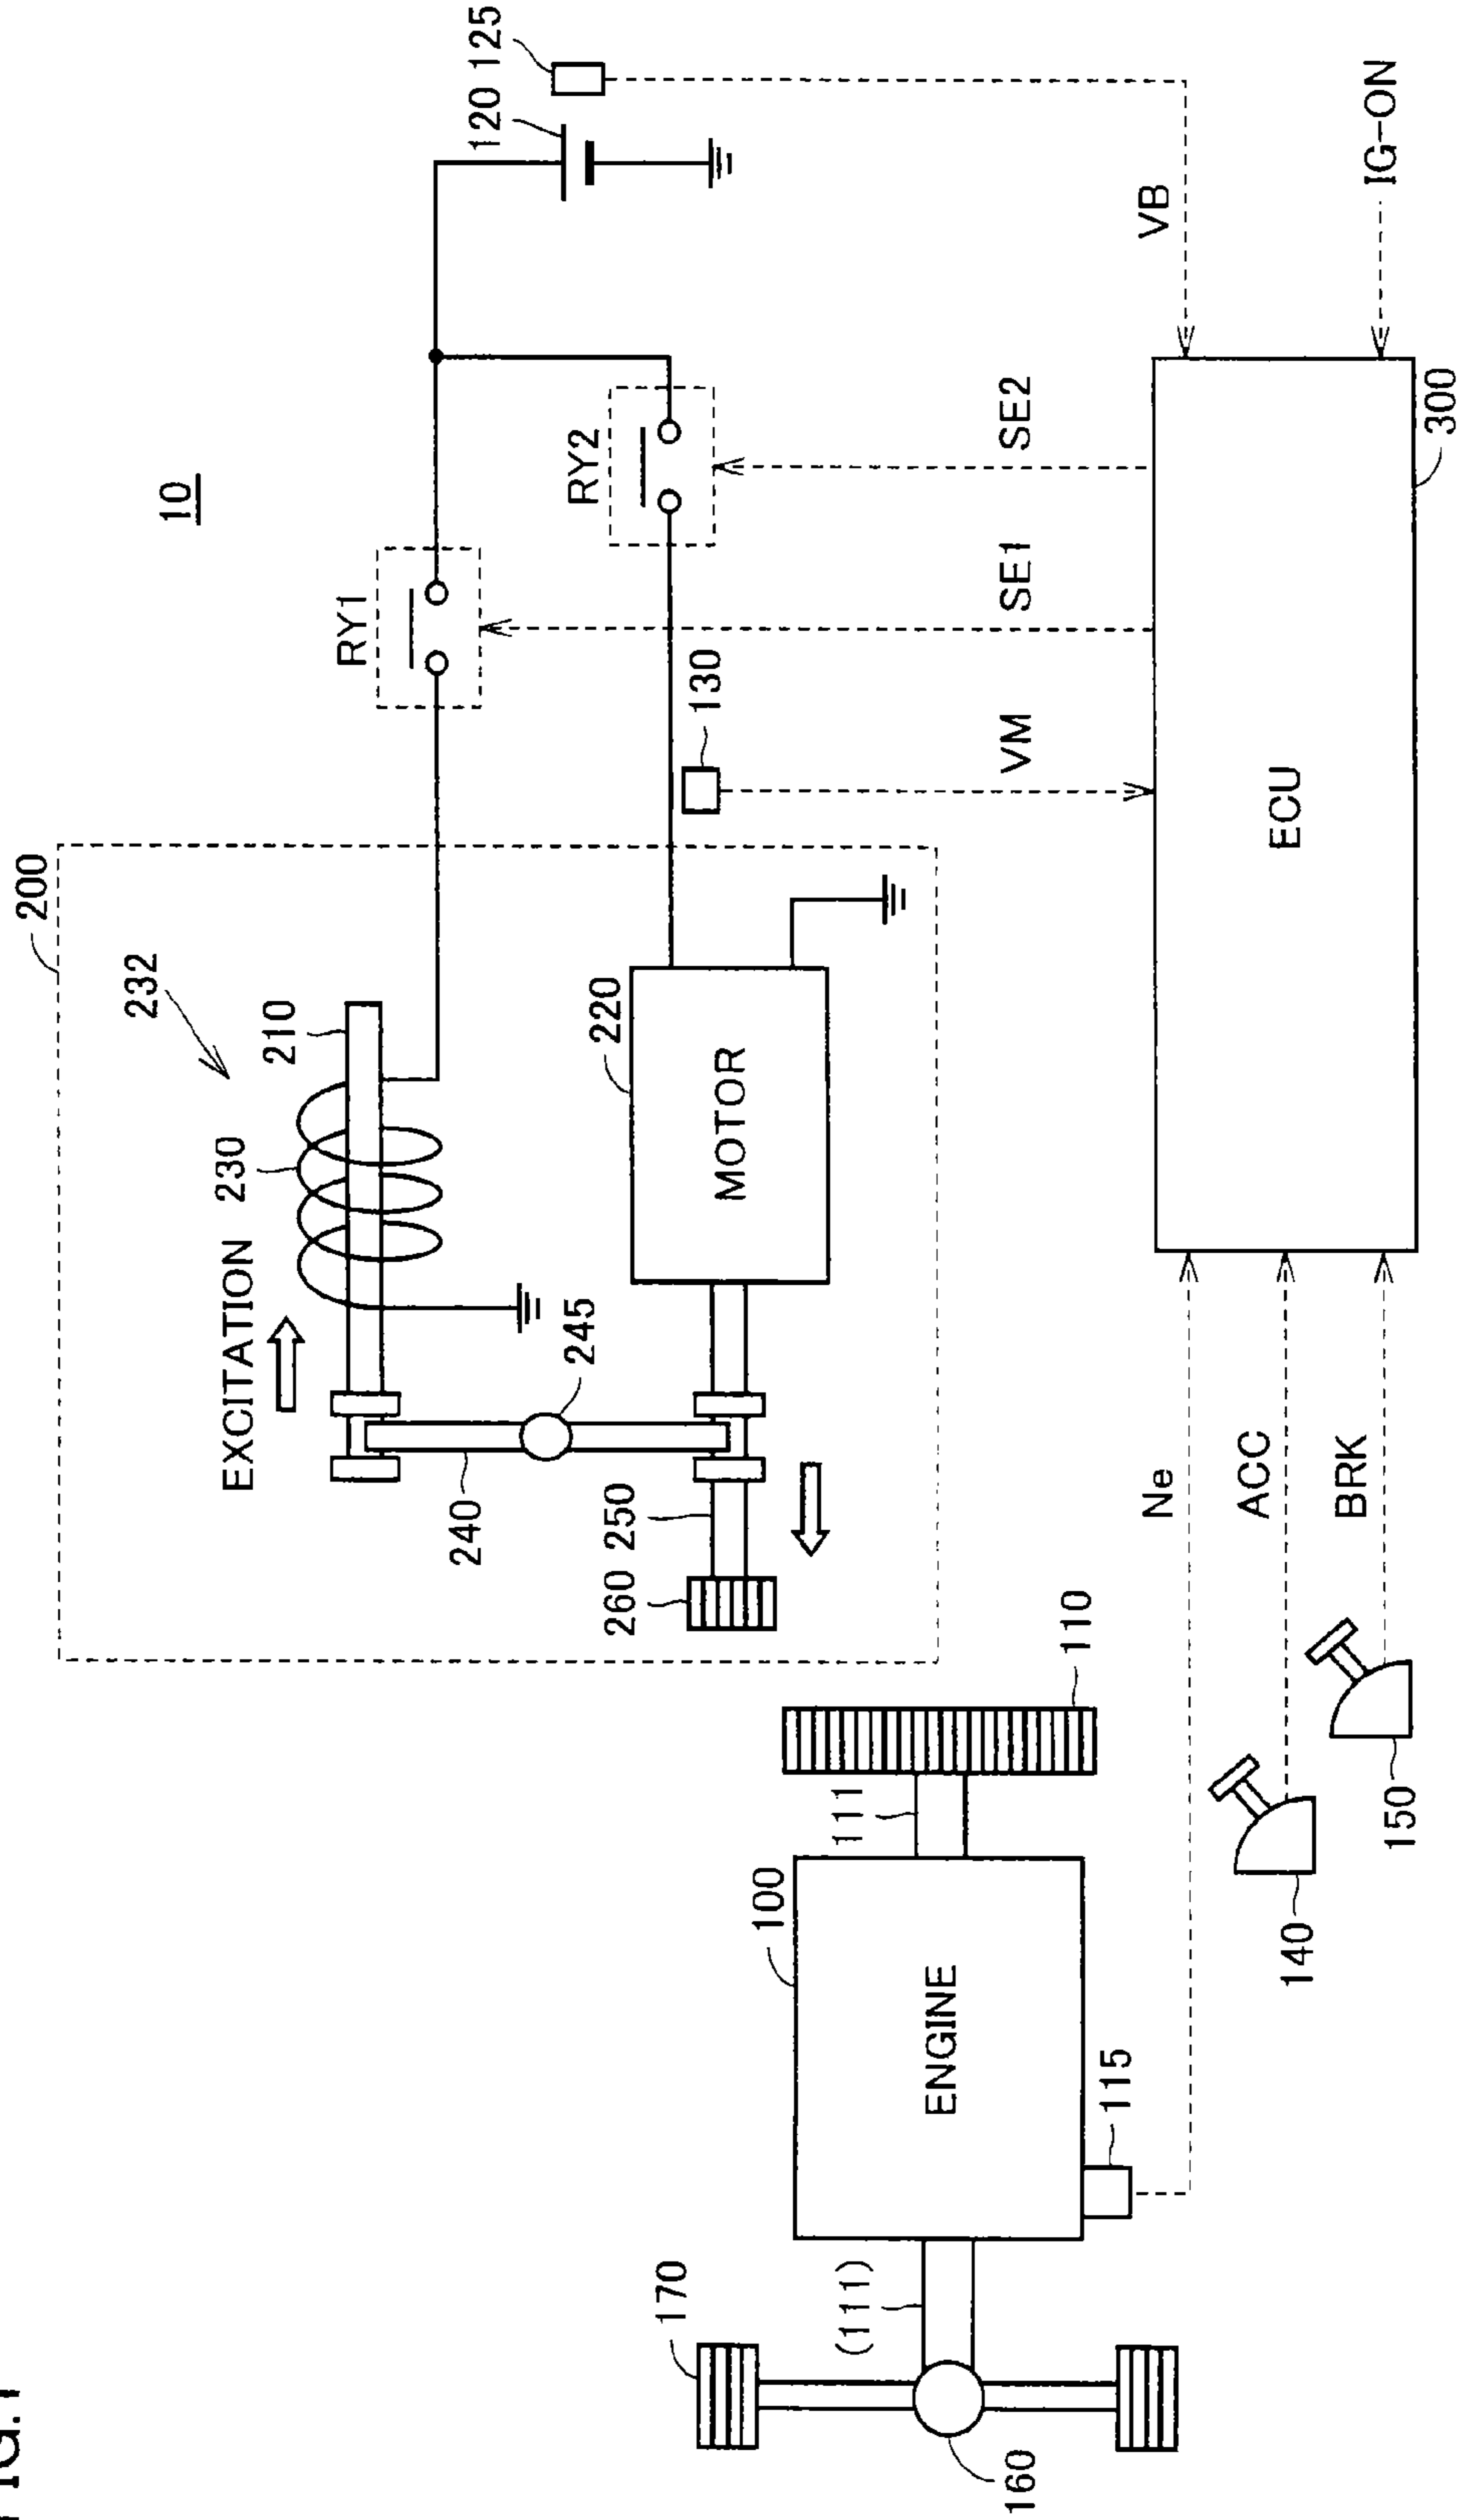 FIG.1
10
200
232
210
EXCITATION 230
RY1
120 125
240
245
RY2
260 250
220
MOTOR
130
170
100
(111)
111
ENGINE
110
115
VM
SE1
SE2
VB
Ne
ACC
BRK
ECU
IG-ON
160
140
150
300